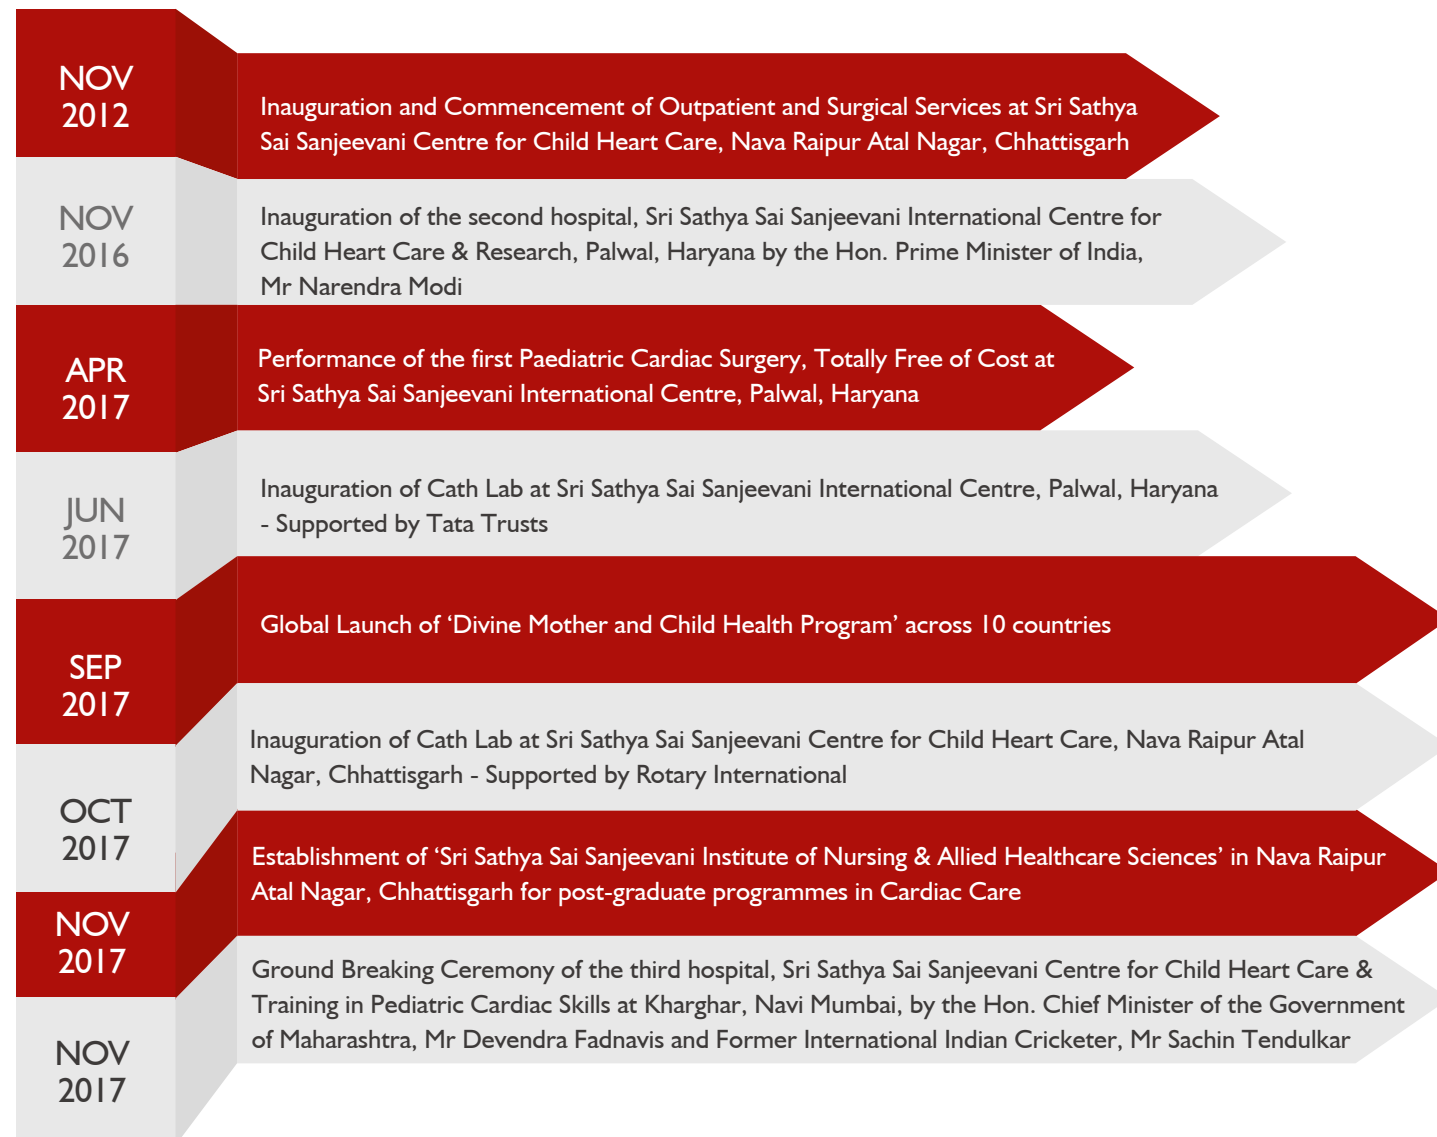 NOV
2012
Inauguration and Commencement of Outpatient and Surgical Services at Sri Sathya
Sai Sanjeevani Centre for Child Heart Care, Nava Raipur Atal Nagar, Chhattisgarh
NOV
2016
Inauguration of the second hospital, Sri Sathya Sai Sanjeevani International Centre for
Child Heart Care & Research, Palwal, Haryana by the Hon. Prime Minister of India,
Mr Narendra Modi
APR
2017
Performance of the first Paediatric Cardiac Surgery, Totally Free of Cost at
Sri Sathya Sai Sanjeevani International Centre, Palwal, Haryana
JUN
2017
Inauguration of Cath Lab at Sri Sathya Sai Sanjeevani International Centre, Palwal, Haryana
- Supported by Tata Trusts
SEP
2017
Global Launch of ‘Divine Mother and Child Health Program’ across 10 countries
OCT
2017
Inauguration of Cath Lab at Sri Sathya Sai Sanjeevani Centre for Child Heart Care, Nava Raipur Atal
Nagar, Chhattisgarh - Supported by Rotary International
NOV
2017
Establishment of ‘Sri Sathya Sai Sanjeevani Institute of Nursing & Allied Healthcare Sciences’ in Nava Raipur
Atal Nagar, Chhattisgarh for post-graduate programmes in Cardiac Care
NOV
2017
Ground Breaking Ceremony of the third hospital, Sri Sathya Sai Sanjeevani Centre for Child Heart Care &
Training in Pediatric Cardiac Skills at Kharghar, Navi Mumbai, by the Hon. Chief Minister of the Government
of Maharashtra, Mr Devendra Fadnavis and Former International Indian Cricketer, Mr Sachin Tendulkar